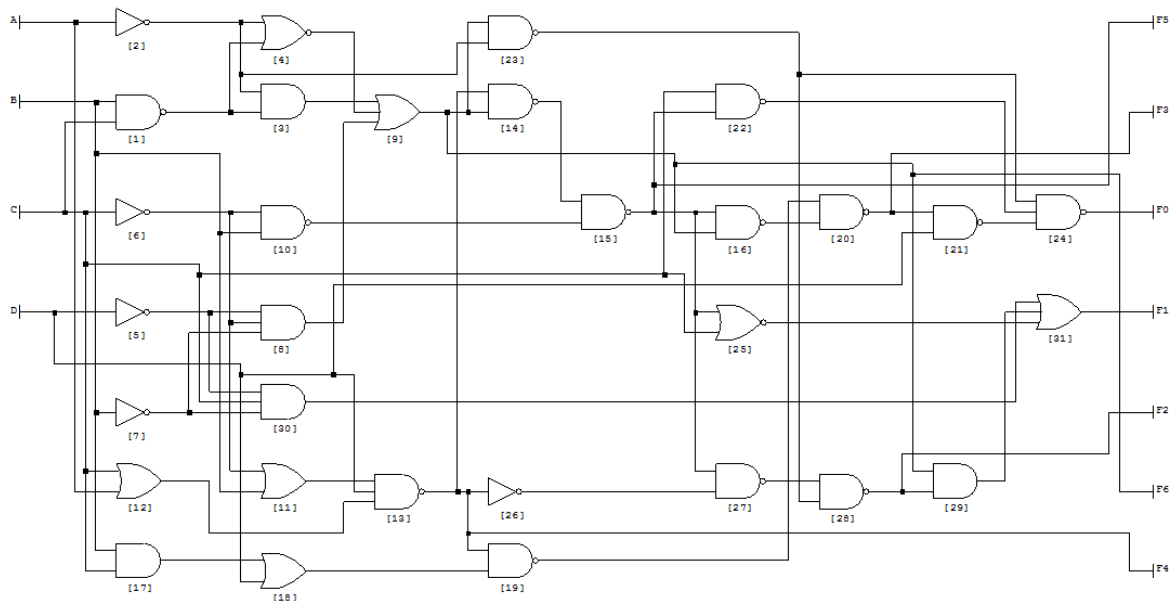 A
F5
[2]
[4]
[23]
B
F3
[1]
[3]
[9]
[14]
[22]
C
F0
[6]
[10]
[15]
[16]
[20]
[21]
[24]
D
F1
[5]
[8]
[25]
[31]
F2
[7]
[30]
F6
[12]
[11]
[13]
[26]
[27]
[28]
[29]
F4
[17]
[18]
[19]